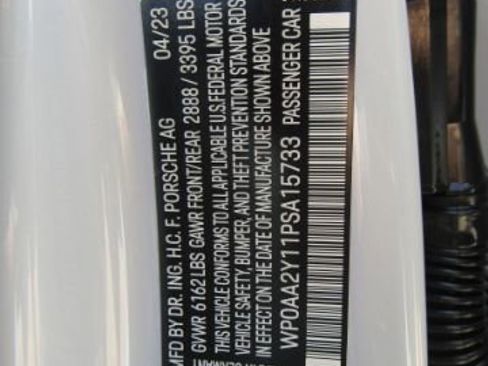 MFD BY DR. ING. H.C. F. PORSCHE AG 04/23
GVWR 6162 LBS GAWR FRONT/REAR 2888 / 3395 LBS
THIS VEHICLE CONFORMS TO ALL APPLICABLE U.S.FEDERAL MOTOR
VEHICLE SAFETY, BUMPER, AND THEFT PREVENTION STANDARDS
IN EFFECT ON THE DATE OF MANUFACTURE SHOWN ABOVE
WP0AA2Y11PSA15733 PASSENGER CAR